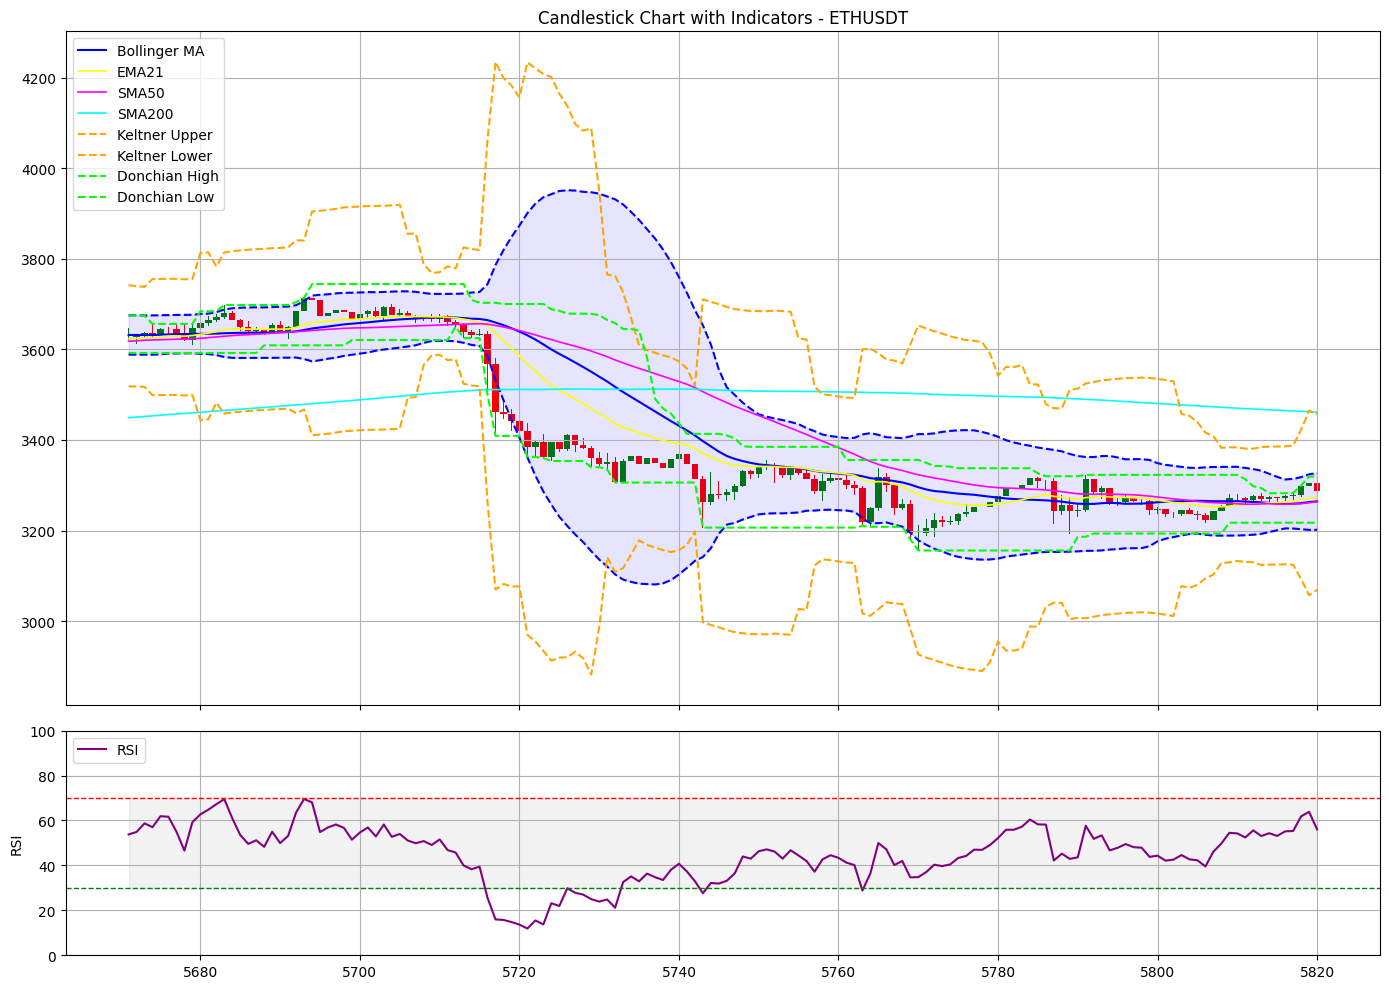 Candlestick Chart with Indicators - ETHUSDT
Bollinger MA
EMA21
SMA50
SMA200
Keltner Upper
Keltner Lower
Donchian High
Donchian Low
4200
4000
3800
3600
3400
3200
3000
RSI
100
80
60
40
20
0
RSI
5680
5700
5720
5740
5760
5780
5800
5820